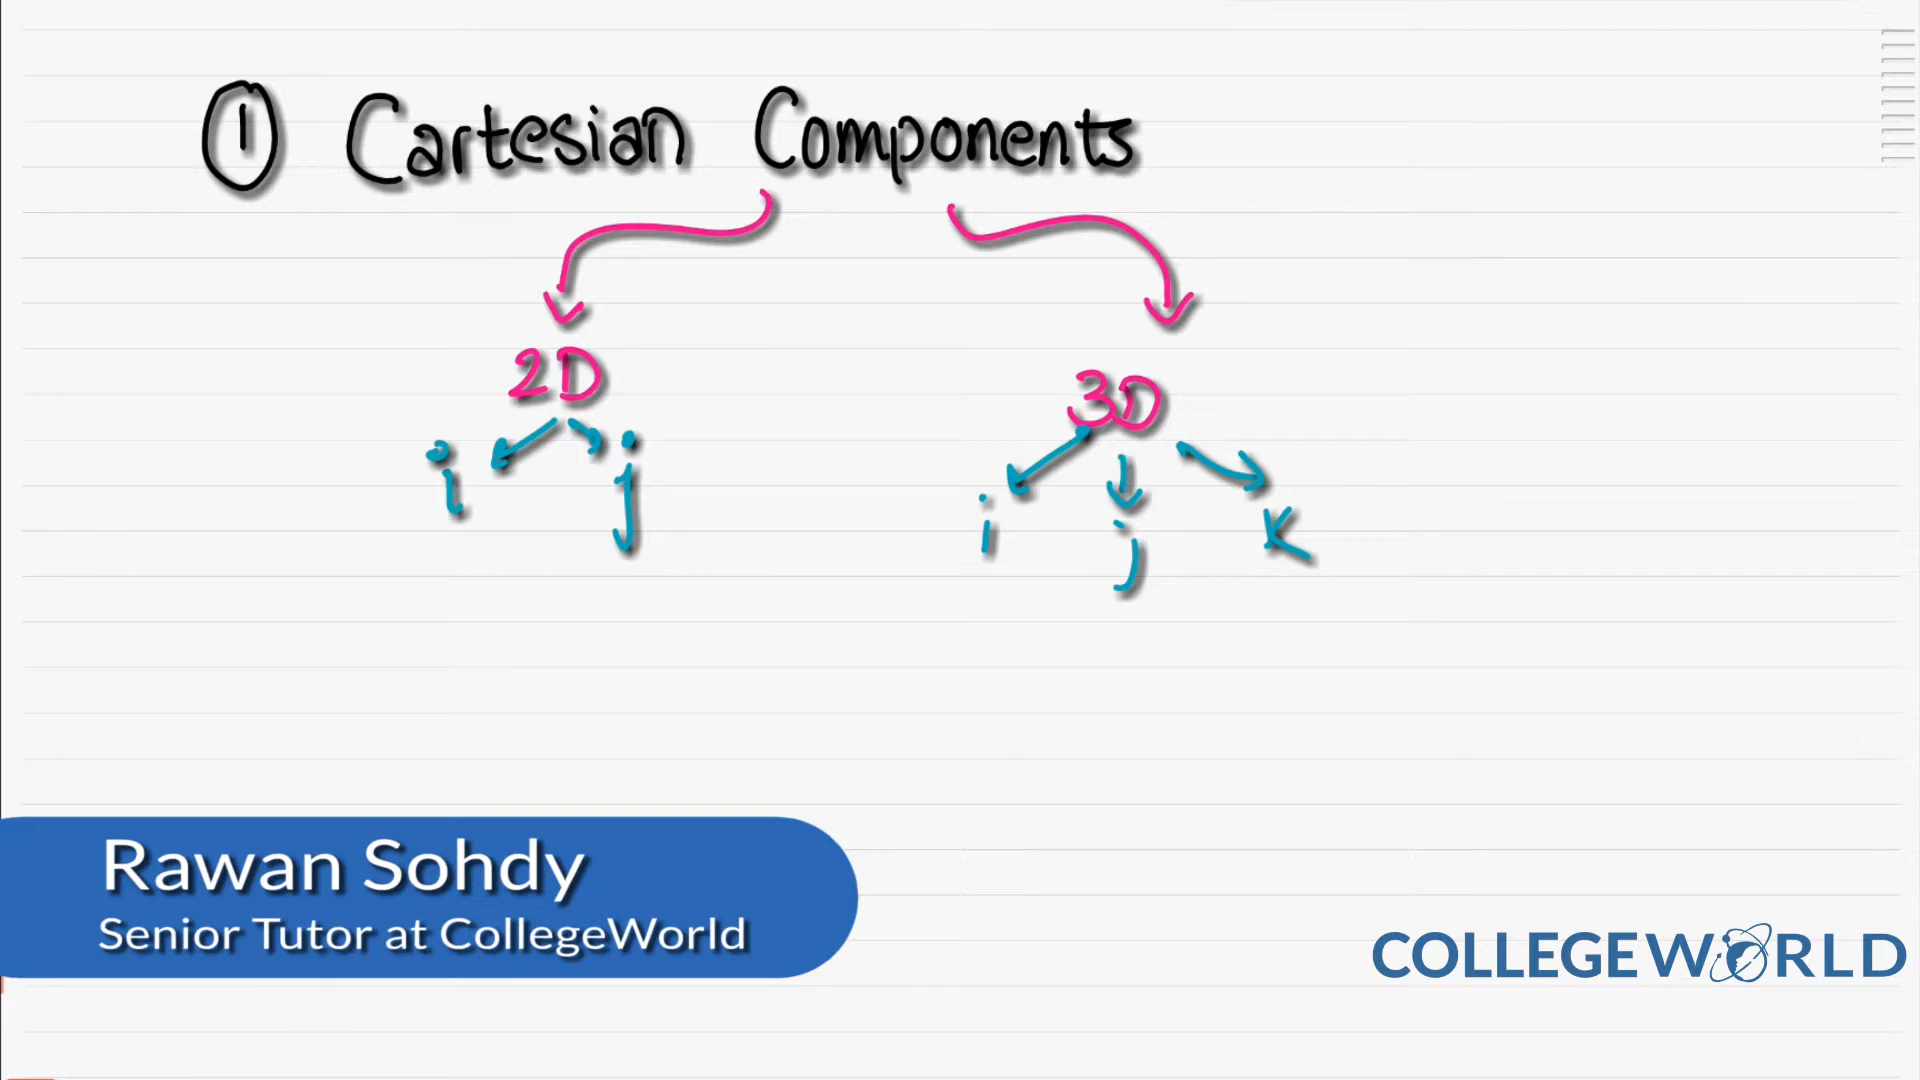 ① Cartesian Components
2D
3D
i j
i j K
Rawan Sohdy
Senior Tutor at CollegeWorld
COLLEGEWORLD